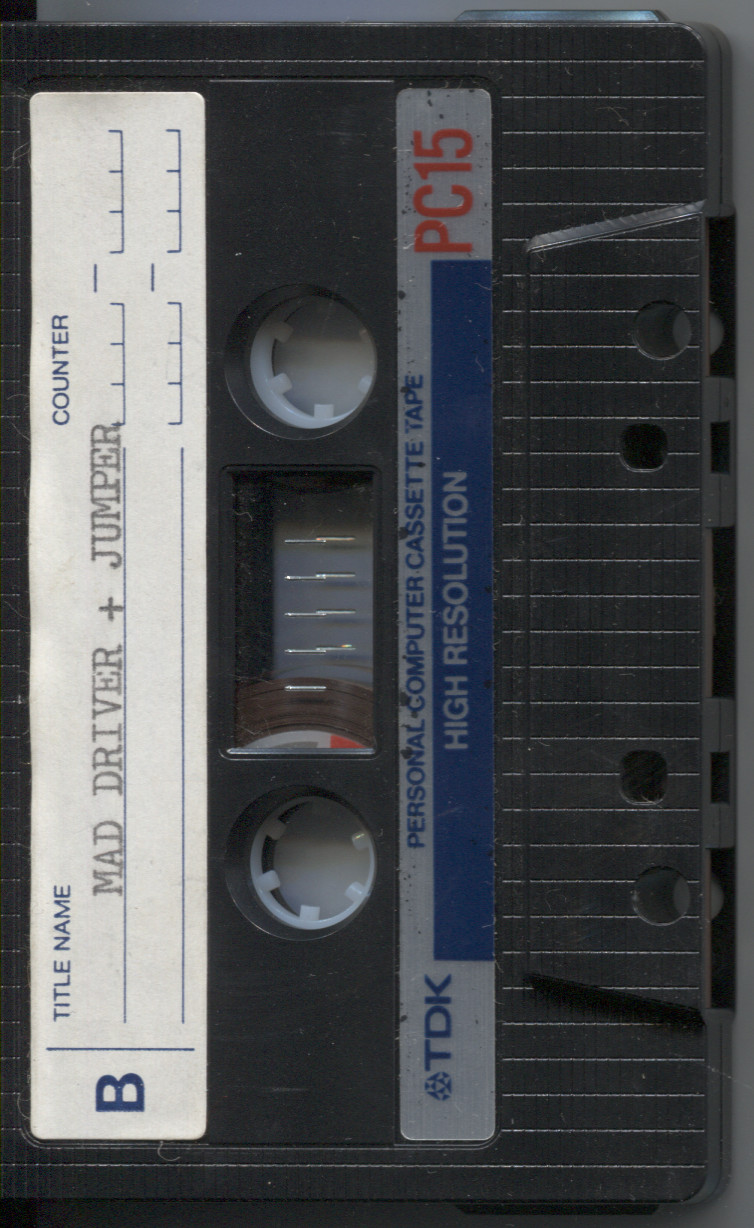 TITLE NAME COUNTER
B MAD DRIVER + JUMPER
PERSONAL COMPUTER CASSETTE TAPE
TDK HIGH RESOLUTION PC15